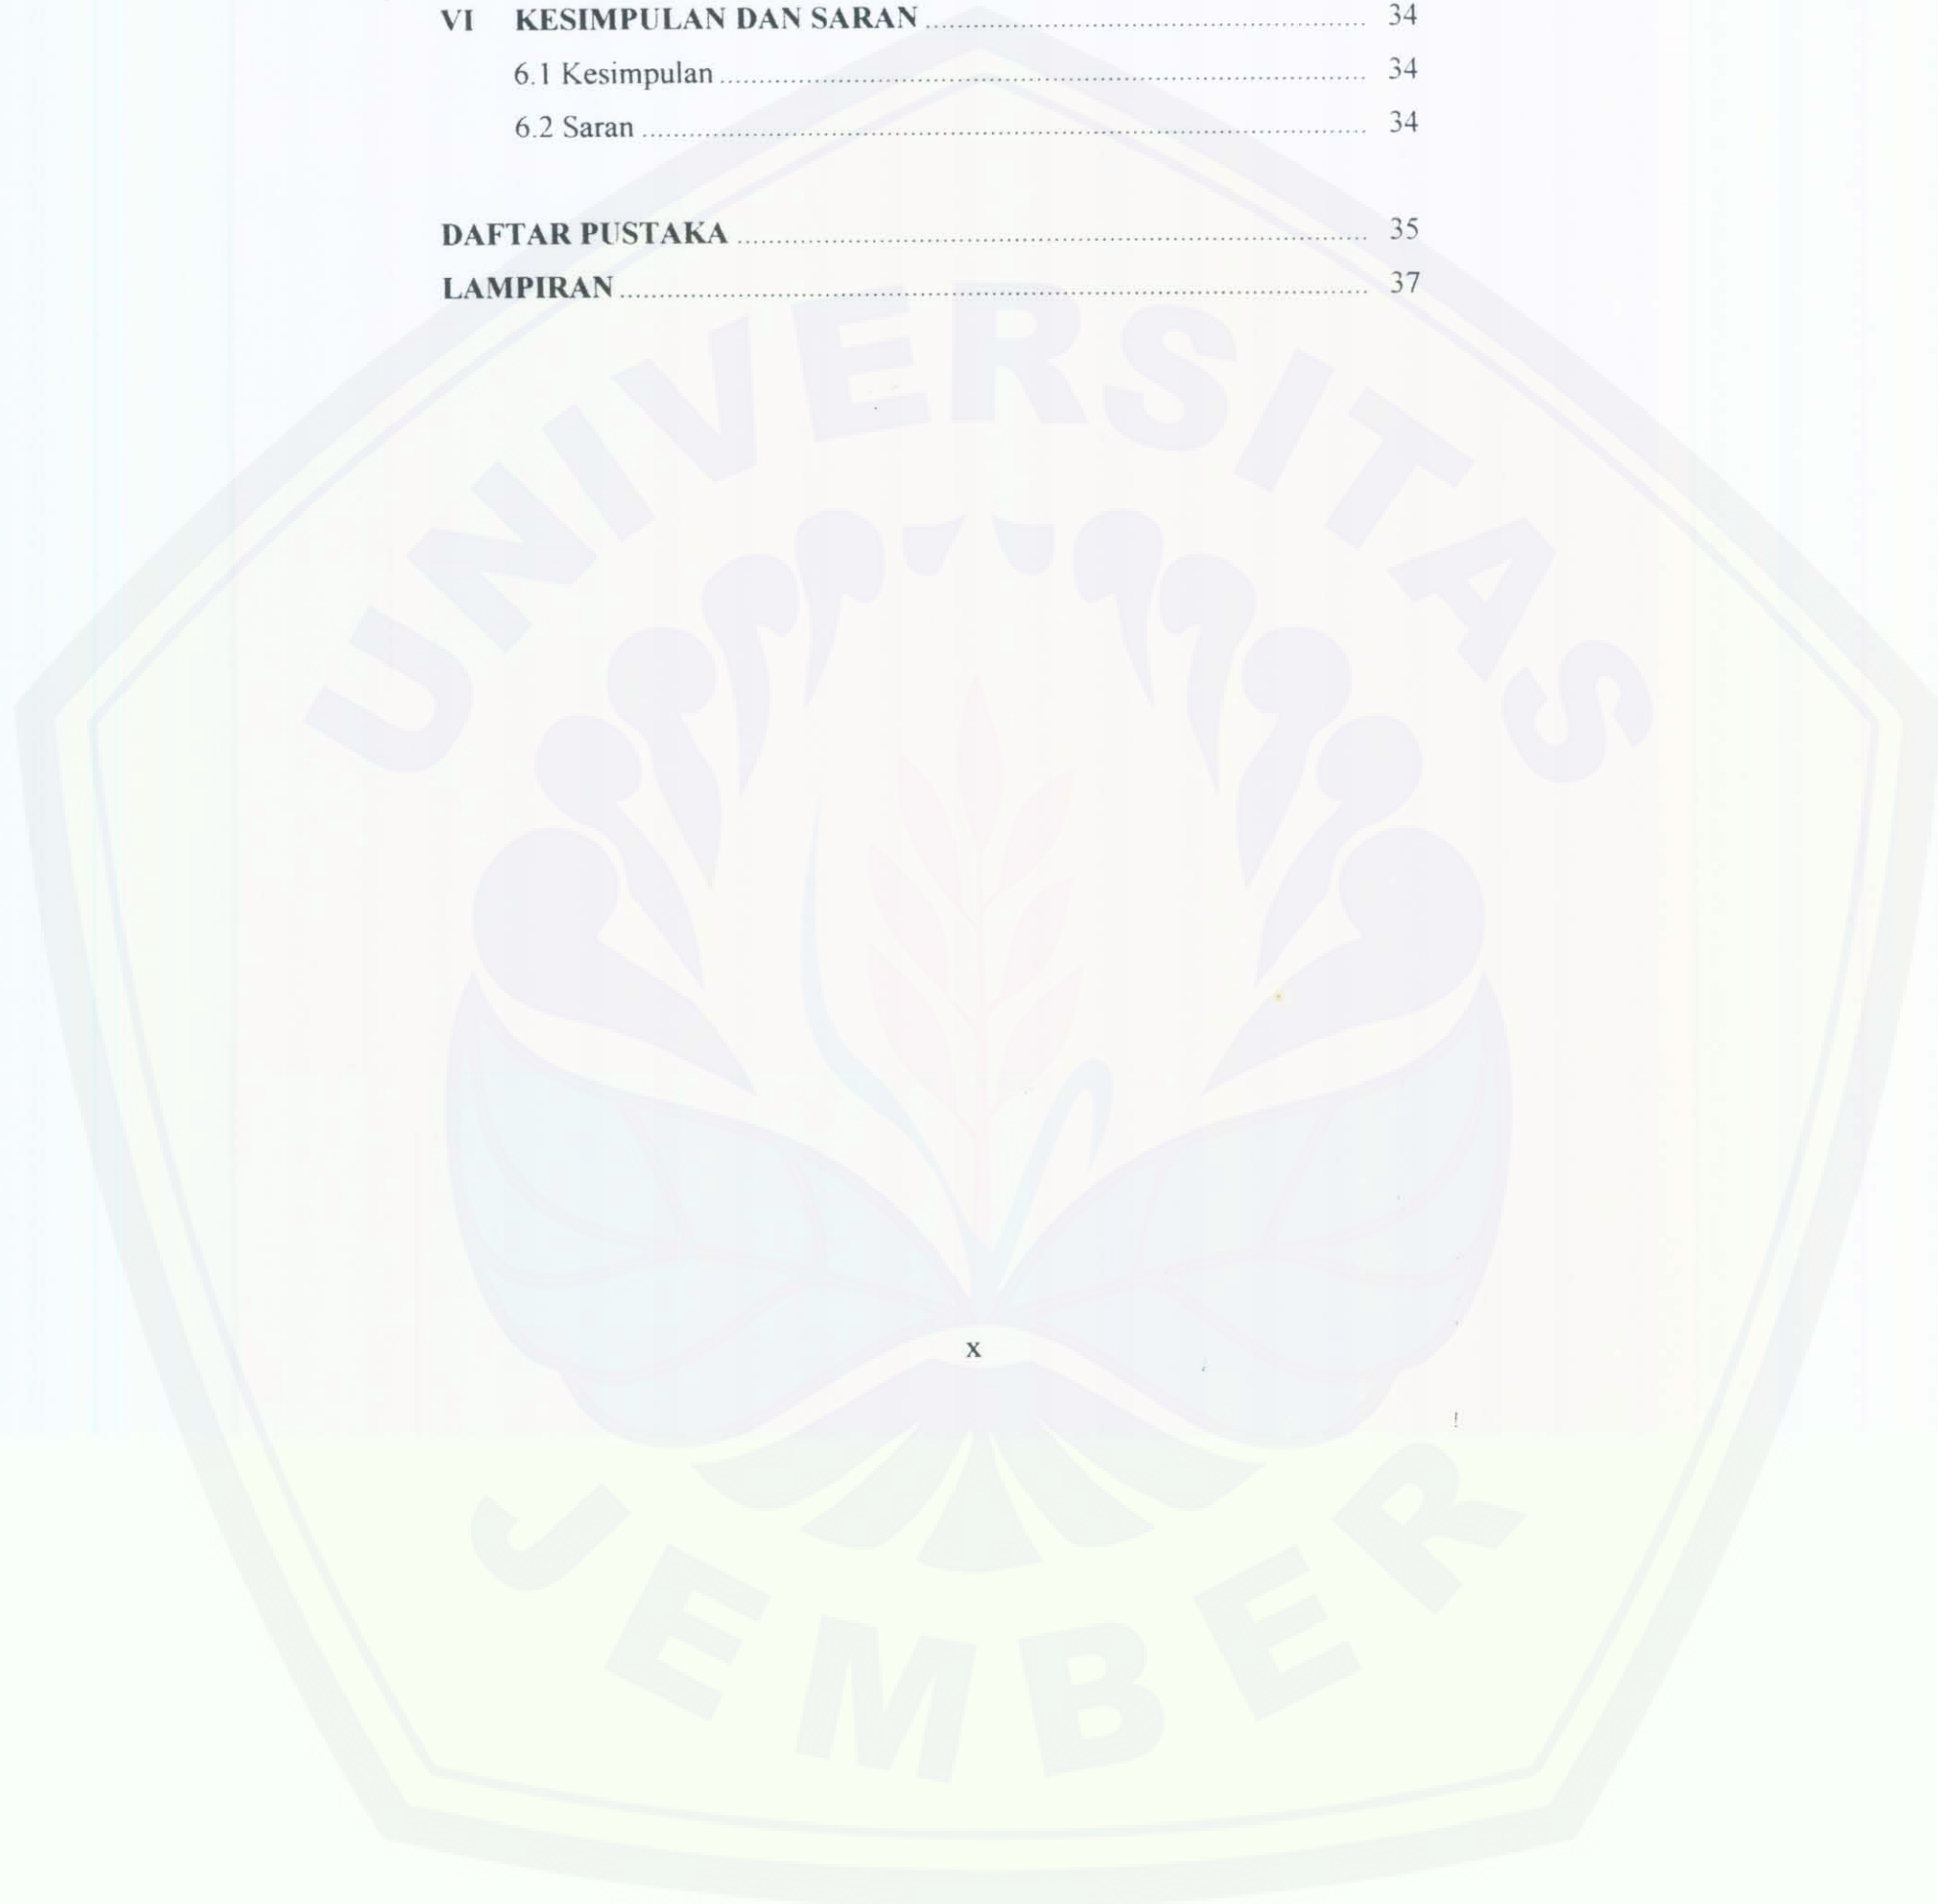 VI KESIMPULAN DAN SARAN ........ 34
6.1 Kesimpulan ........ 34
6.2 Saran ........ 34
DAFTAR PUSTAKA ........ 35
LAMPIRAN ........ 37
UNIVERSITAS
x
JEMBER